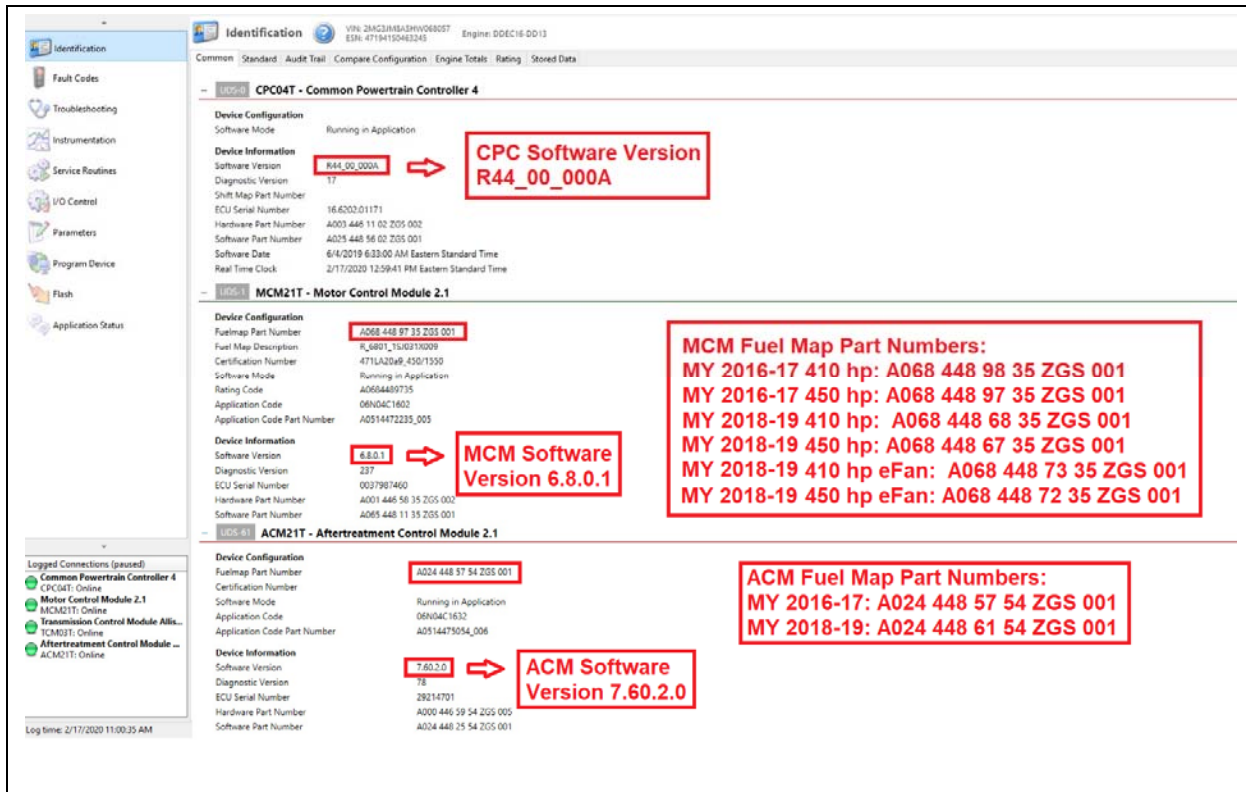 Identification
Fault Codes
Troubleshooting
Instrumentation
Service Routines
I/O Control
Parameters
Program Device
Flash
Application Status
Logged Connections (paused)
Common Powertrain Controller 4
CPC04T: Online
Motor Control Module 2.1
MCM21T: Online
Transmission Control Module Allis...
TCM03T: Online
Aftertreatment Control Module ...
ACM21T: Online
Log time: 2/17/2020 11:00:35 AM
Identification
VIN: 2MG3JM8ASHW068057
ESN: 47194150463245
Engine: DDEC16-DD13
Common Standard Audit Trail Compare Configuration Engine Totals Rating Stored Data
UDS-0 CPC04T - Common Powertrain Controller 4
Device Configuration
Software Mode Running in Application
Device Information
Software Version R44_00_000A
Diagnostic Version 17
Shift Map Part Number
ECU Serial Number 16.6202.01171
Hardware Part Number A003 446 11 02 ZGS 002
Software Part Number A025 448 56 02 ZGS 001
Software Date 6/4/2019 6:33:00 AM Eastern Standard Time
Real Time Clock 2/17/2020 12:59:41 PM Eastern Standard Time
CPC Software Version
R44_00_000A
UDS-1 MCM21T - Motor Control Module 2.1
Device Configuration
Fuelmap Part Number A068 448 97 35 ZGS 001
Fuel Map Description R_6801_1SJ031X009
Certification Number 471LA20a9_450/1550
Software Mode Running in Application
Rating Code A0684489735
Application Code 06N04C1602
Application Code Part Number A0514472235_005
Device Information
Software Version 6.8.0.1
Diagnostic Version 237
ECU Serial Number 0037987460
Hardware Part Number A001 446 58 35 ZGS 002
Software Part Number A065 448 11 35 ZGS 001
MCM Software
Version 6.8.0.1
MCM Fuel Map Part Numbers:
MY 2016-17 410 hp: A068 448 98 35 ZGS 001
MY 2016-17 450 hp: A068 448 97 35 ZGS 001
MY 2018-19 410 hp: A068 448 68 35 ZGS 001
MY 2018-19 450 hp: A068 448 67 35 ZGS 001
MY 2018-19 410 hp eFan: A068 448 73 35 ZGS 001
MY 2018-19 450 hp eFan: A068 448 72 35 ZGS 001
UDS-61 ACM21T - Aftertreatment Control Module 2.1
Device Configuration
Fuelmap Part Number A024 448 57 54 ZGS 001
Certification Number
Software Mode Running in Application
Application Code 06N04C1632
Application Code Part Number A0514475054_006
Device Information
Software Version 7.60.2.0
Diagnostic Version 78
ECU Serial Number 29214701
Hardware Part Number A000 446 59 54 ZGS 005
Software Part Number A024 448 25 54 ZGS 001
ACM Software
Version 7.60.2.0
ACM Fuel Map Part Numbers:
MY 2016-17: A024 448 57 54 ZGS 001
MY 2018-19: A024 448 61 54 ZGS 001